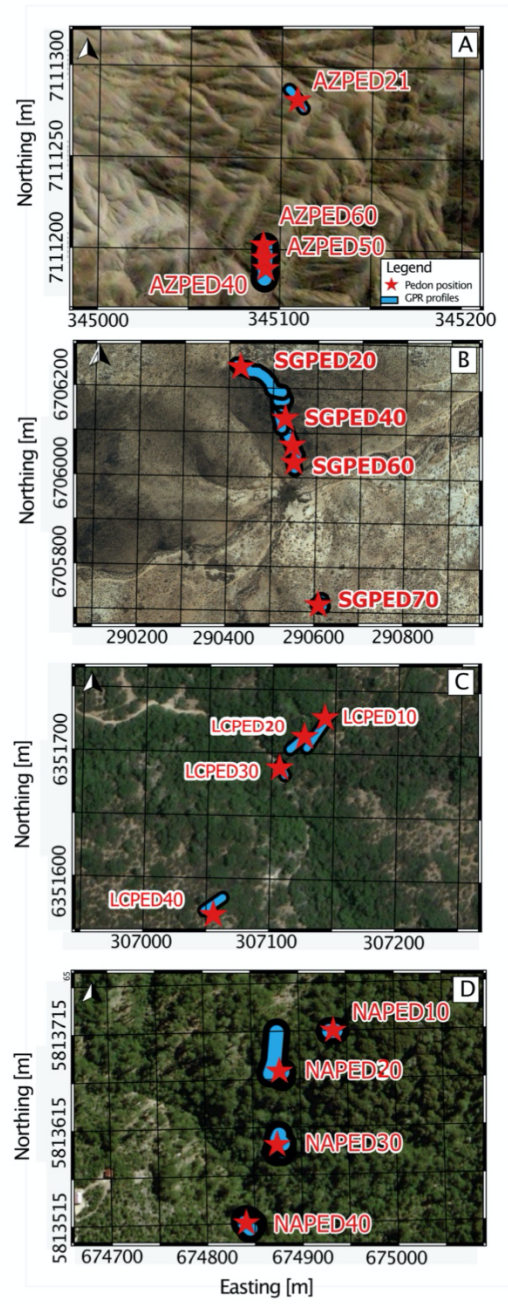 A
7111300
7111250
7111200
Northing [m]
AZPED21
AZPED60
AZPED50
AZPED40
Legend
Pedon position
GPR profiles
345000
345100
345200
B
6706200
6706000
6705800
Northing [m]
SGPED20
SGPED40
SGPED60
SGPED70
290200
290400
290600
290800
C
6351700
6351600
Northing [m]
LCPED10
LCPED20
LCPED30
LCPED40
307000
307100
307200
D
65
5813715
5813615
5813515
Northing [m]
NAPED10
NAPED20
NAPED30
NAPED40
674700
674800
674900
675000
Easting [m]